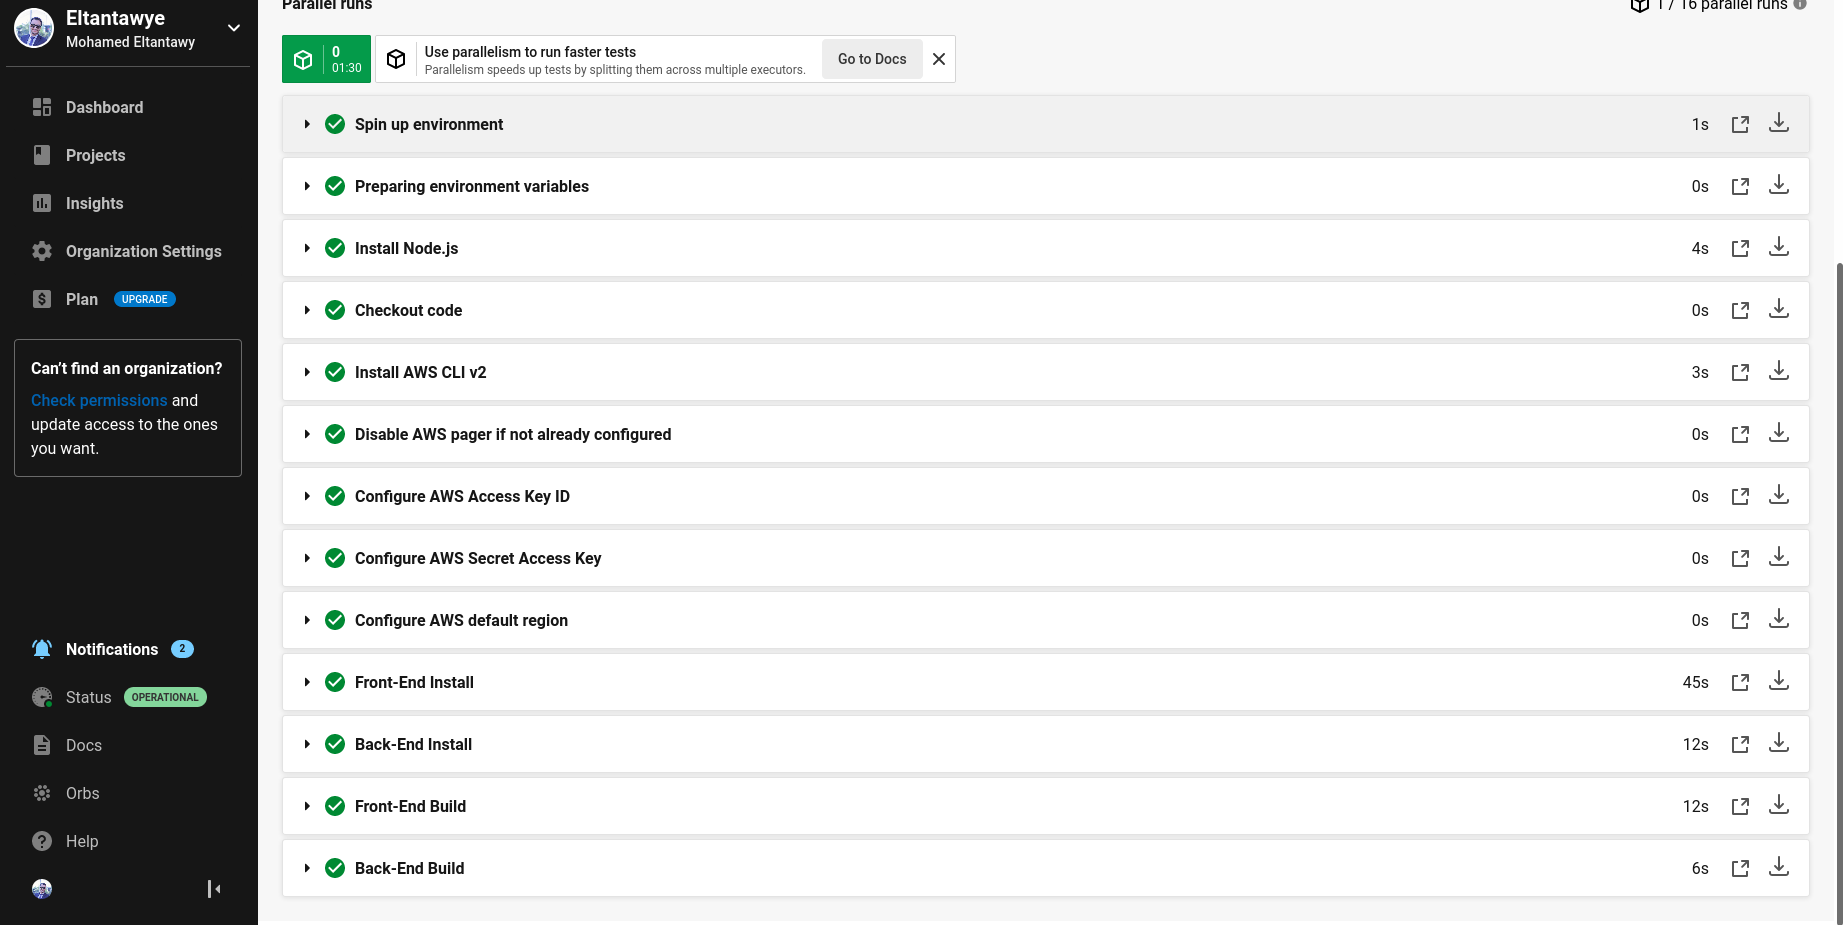 Eltantawye
Mohamed Eltantawy
Dashboard
Projects
Insights
Organization Settings
Plan UPGRADE
Can't find an organization?
Check permissions and
update access to the ones
you want.
Notifications 2
Status OPERATIONAL
Docs
Orbs
Help
Parallel runs
1 / 16 parallel runs
0
01:30
Use parallelism to run faster tests
Parallelism speeds up tests by splitting them across multiple executors.
Go to Docs
Spin up environment 1s
Preparing environment variables 0s
Install Node.js 4s
Checkout code 0s
Install AWS CLI v2 3s
Disable AWS pager if not already configured 0s
Configure AWS Access Key ID 0s
Configure AWS Secret Access Key 0s
Configure AWS default region 0s
Front-End Install 45s
Back-End Install 12s
Front-End Build 12s
Back-End Build 6s